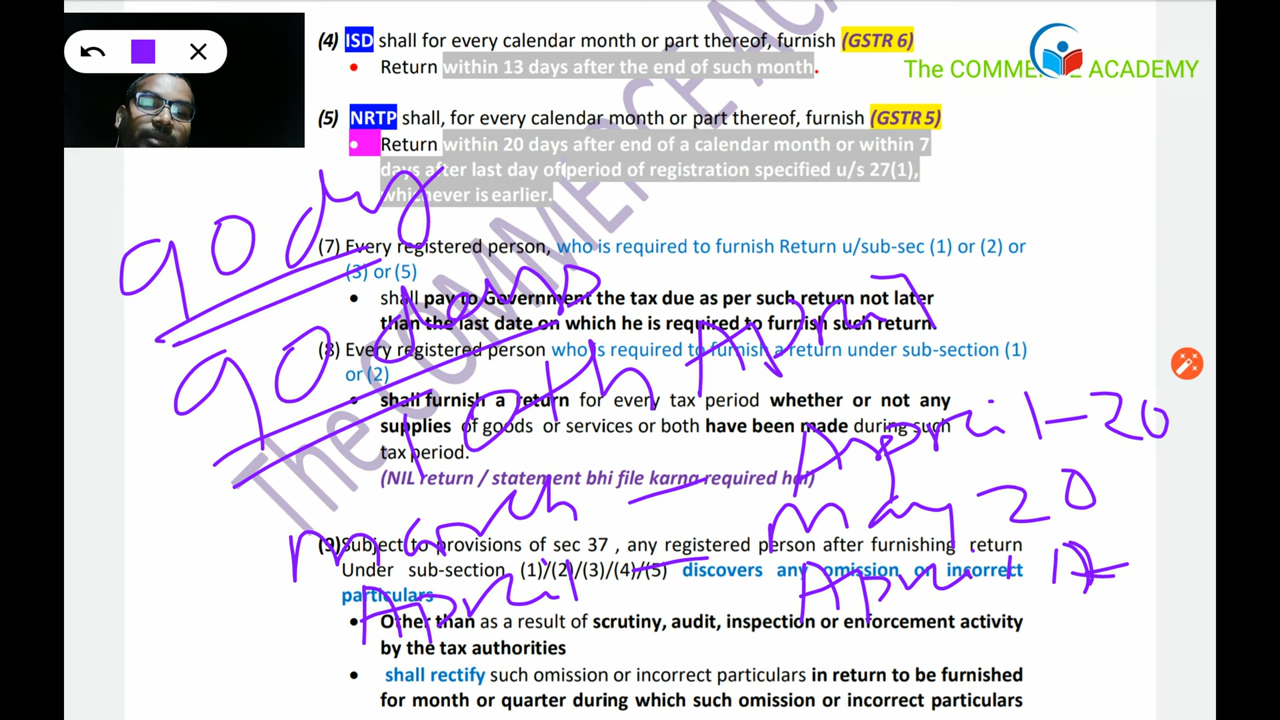 (4) ISD shall for every calendar month or part thereof, furnish (GSTR 6)
• Return within 13 days after the end of such month.
The COMMERCE ACADEMY
(5) NRTP shall, for every calendar month or part thereof, furnish (GSTR 5)
• Return within 20 days after end of a calendar month or within 7
days after last day of period of registration specified u/s 27(1),
whichever is earlier.
90 days
(7) Every registered person, who is required to furnish Return u/sub-sec (1) or (2) or
(3) or (5)
• shall pay to Government the tax due as per such return not later
than the last date on which he is required to furnish such return.
90 days
10th April
(8) Every registered person who is required to furnish a return under sub-section (1)
or (2)
• shall furnish a return for every tax period whether or not any
supplies of goods or services or both have been made during such
tax period.
(NIL return / statement bhi file karna required hai)
March - April - 20
May 20
April - April 17
(9) Subject to provisions of sec 37 , any registered person after furnishing return
Under sub-section (1)/(2)/(3)/(4)/(5) discovers any omission or incorrect
particulars
• Other than as a result of scrutiny, audit, inspection or enforcement activity
by the tax authorities
• shall rectify such omission or incorrect particulars in return to be furnished
for month or quarter during which such omission or incorrect particulars
The COMMERCE ACA